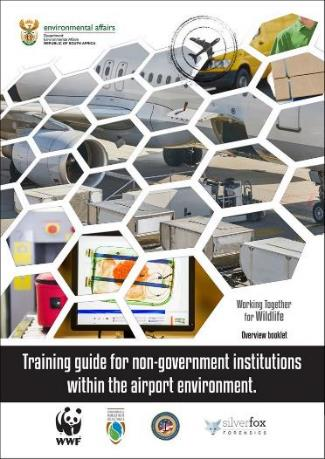 environmental affairs
Department:
Environmental Affairs
REPUBLIC OF SOUTH AFRICA
Working Together
for Wildlife
Overview booklet
Training guide for non-government institutions
within the airport environment.
WWF
silverfox
FORENSICS